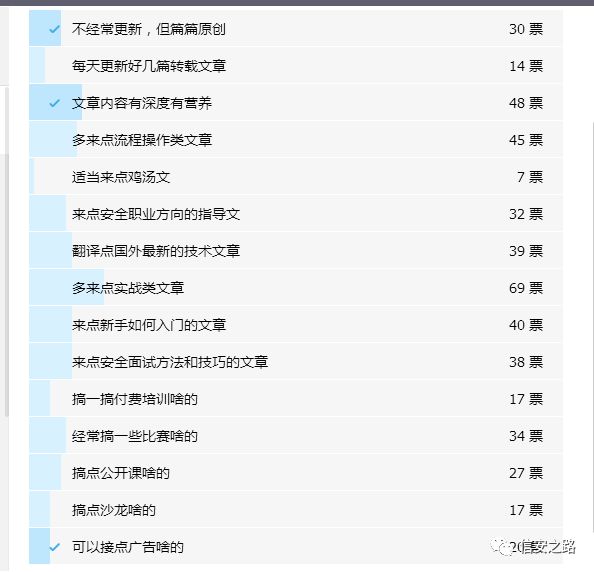 不经常更新，但篇篇原创 30 票
每天更新好几篇转载文章 14 票
文章内容有深度有营养 48 票
多来点流程操作类文章 45 票
适当来点鸡汤文 7 票
来点安全职业方向的指导文 32 票
翻译点国外最新的技术文章 39 票
多来点实战类文章 69 票
来点新手如何入门的文章 40 票
来点安全面试方法和技巧的文章 38 票
搞一搞付费培训啥的 17 票
经常搞一些比赛啥的 34 票
搞点公开课啥的 27 票
搞点沙龙啥的 17 票
可以接点广告啥的 20 票
信安之路